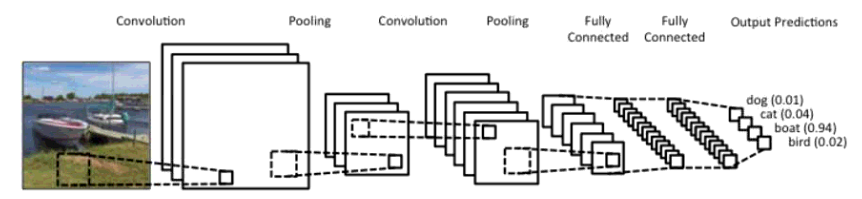 Convolution
Pooling
Convolution
Pooling
Fully
Connected
Fully
Connected
Output Predictions
dog (0.01)
cat (0.04)
boat (0.94)
bird (0.02)